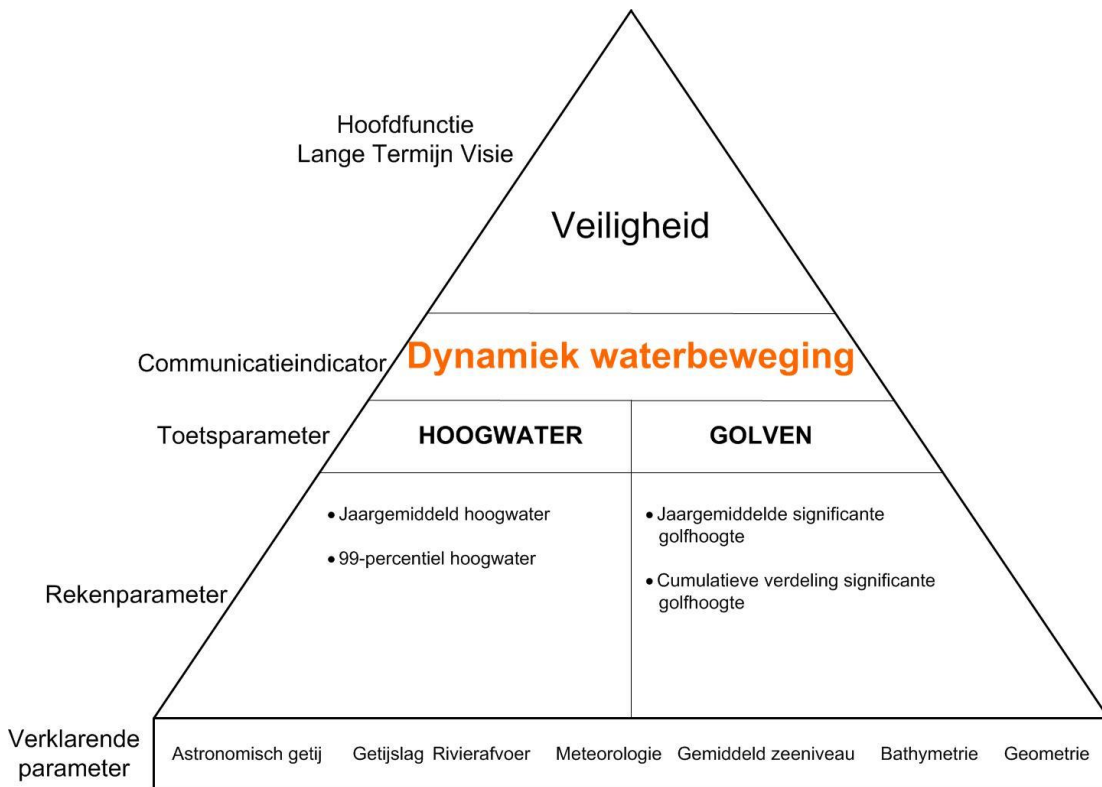 Hoofdfunctie
Lange Termijn Visie
Veiligheid
Communicatieindicator
Dynamiek waterbeweging
Toetsparameter
HOOGWATER
GOLVEN
Rekenparameter
• Jaargemiddeld hoogwater
• 99-percentiel hoogwater
• Jaargemiddelde significante
golfhoogte
• Cumulatieve verdeling significante
golfhoogte
Verklarende
parameter
Astronomisch getij
Getijslag
Rivierafvoer
Meteorologie
Gemiddeld zeeniveau
Bathymetrie
Geometrie